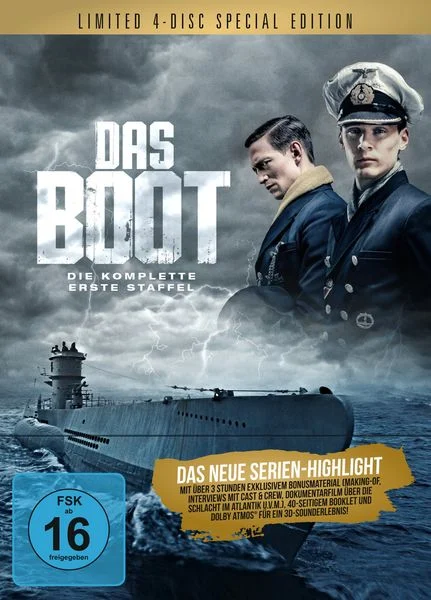 LIMITED 4-DISC SPECIAL EDITION
DAS
BOOT
DIE KOMPLETTE
ERSTE STAFFEL
DAS NEUE SERIEN-HIGHLIGHT
MIT ÜBER 3 STUNDEN EXKLUSIVEM BONUSMATERIAL (MAKING-OF,
INTERVIEWS MIT CAST & CREW, DOKUMENTARFILM ÜBER DIE
SCHLACHT IM ATLANTIK U.V.M.), 40-SEITIGEM BOOKLET UND
DOLBY ATMOS® FÜR EIN 3D-SOUNDERLEBNIS!
FSK
ab
16
freigegeben